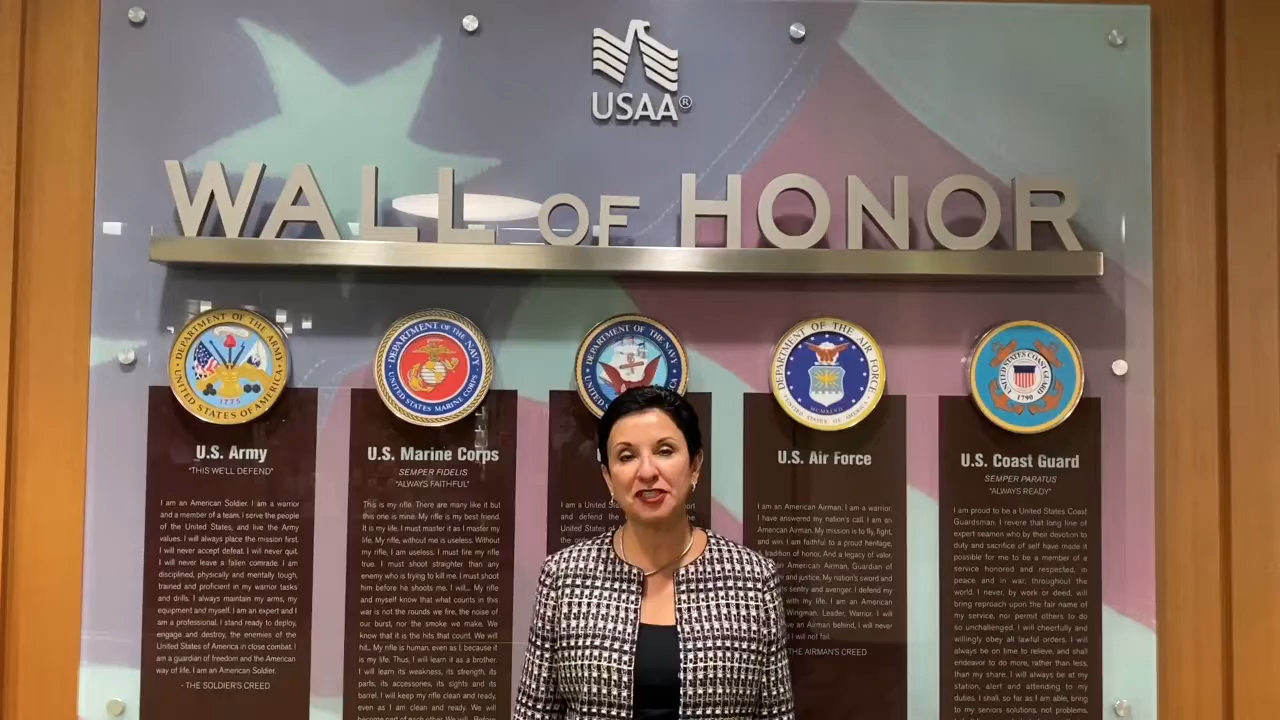 USAA®
WALL OF HONOR
DEPARTMENT OF THE ARMY
UNITED STATES OF AMERICA
1775
DEPARTMENT OF THE NAVY
UNITED STATES MARINE CORPS
DEPARTMENT OF THE NAVY
UNITED STATES
DEPARTMENT OF THE AIR FORCE
MCMXLVII
UNITED STATES OF AMERICA
UNITED STATES COAST GUARD
1790
U.S. Army
"THIS WE'LL DEFEND"
I am an American Soldier. I am a warrior
and a member of a team. I serve the people
of the United States, and live the Army
values. I will always place the mission first.
I will never accept defeat. I will never quit.
I will never leave a fallen comrade. I am
disciplined, physically and mentally tough,
trained and proficient in my warrior tasks
and drills. I always maintain my arms, my
equipment and myself. I am an expert and I
am a professional. I stand ready to deploy,
engage and destroy, the enemies of the
United States of America in close combat. I
am a guardian of freedom and the American
way of life. I am an American Soldier.
- THE SOLDIER'S CREED
U.S. Marine Corps
SEMPER FIDELIS
"ALWAYS FAITHFUL"
This is my rifle. There are many like it but
this one is mine. My rifle is my best friend.
It is my life. I must master it as I master my
life. My rifle, without me is useless. Without
my rifle, I am useless. I must fire my rifle
true. I must shoot straighter than any
enemy who is trying to kill me. I must shoot
him before he shoots me. I will... My rifle
and myself know that what counts in this
war is not the rounds we fire, the noise of
our burst, nor the smoke we make. We
know that it is the hits that count. We will
hit... My rifle is human, even as I, because it
is my life. Thus, I will learn it as a brother.
I will learn its weakness, its strength, its
parts, its accessories, its sights and its
barrel. I will keep my rifle clean and ready,
even as I am clean and ready. We will
become part of each other. We will. Before
I am a United
and defend the
United States of
the
U.S. Air Force
I am an American Airman. I am a warrior.
I have answered my nation's call. I am an
American Airman. My mission is to fly, fight,
and win. I am faithful to a proud heritage,
A tradition of honor, And a legacy of valor.
an American Airman, Guardian of
and justice, My nation's sword and
its sentry and avenger. I defend my
with my life. I am an American
Wingman, Leader, Warrior. I will
an Airman behind, I will never
I will not fail.
THE AIRMAN'S CREED
U.S. Coast Guard
SEMPER PARATUS
"ALWAYS READY"
I am proud to be a United States Coast
Guardsman. I revere that long line of
expert seamen who by their devotion to
duty and sacrifice of self have made it
possible for me to be a member of a
service honored and respected, in
peace and in war, throughout the
world. I never, by work or deed, will
bring reproach upon the fair name of
my service, nor permit others to do
so unchallenged. I will cheerfully and
willingly obey all lawful orders. I will
always be on time to relieve, and shall
endeavor to do more, rather than less,
than my share. I will always be at my
station, alert and attending to my
duties. I shall, so far as I am able, bring
to my seniors solutions, not problems.